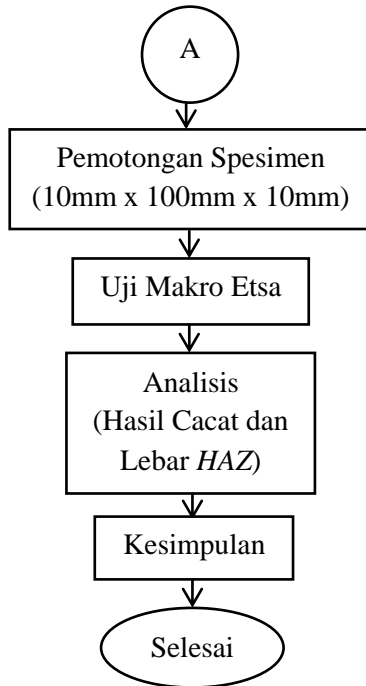 A
Pemotongan Spesimen
(10mm x 100mm x 10mm)
Uji Makro Etsa
Analisis
(Hasil Cacat dan
Lebar HAZ)
Kesimpulan
Selesai